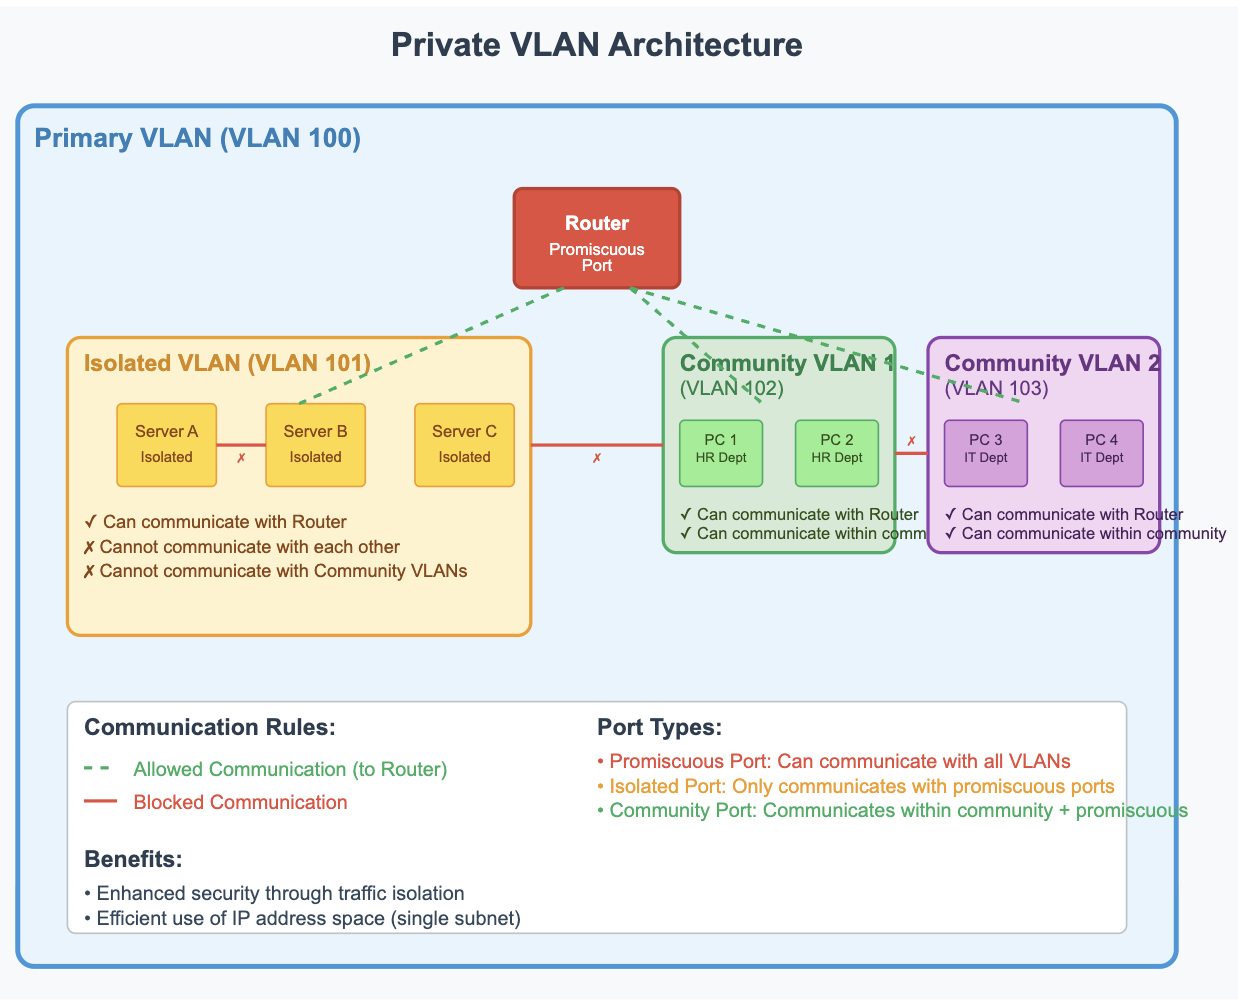 Private VLAN Architecture
Primary VLAN (VLAN 100)
Router
Promiscuous
Port
Isolated VLAN (VLAN 101)
Server A
Isolated
✗
Server B
Isolated
Server C
Isolated
✓ Can communicate with Router
✗ Cannot communicate with each other
✗ Cannot communicate with Community VLANs
✗
Community VLAN 1
(VLAN 102)
PC 1
HR Dept
PC 2
HR Dept
✓ Can communicate with Router
✓ Can communicate within comm
✗
Community VLAN 2
(VLAN 103)
PC 3
IT Dept
PC 4
IT Dept
✓ Can communicate with Router
✓ Can communicate within community
Communication Rules:
Allowed Communication (to Router)
Blocked Communication
Benefits:
• Enhanced security through traffic isolation
• Efficient use of IP address space (single subnet)
Port Types:
• Promiscuous Port: Can communicate with all VLANs
• Isolated Port: Only communicates with promiscuous ports
• Community Port: Communicates within community + promiscuous